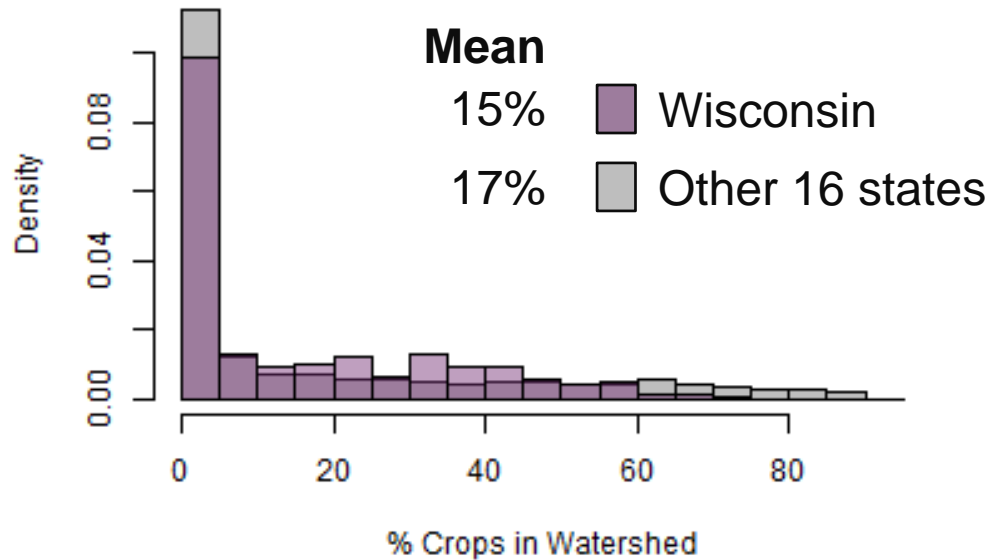 Mean
15% Wisconsin
17% Other 16 states
Density
0.08
0.04
0.00
0 20 40 60 80
% Crops in Watershed